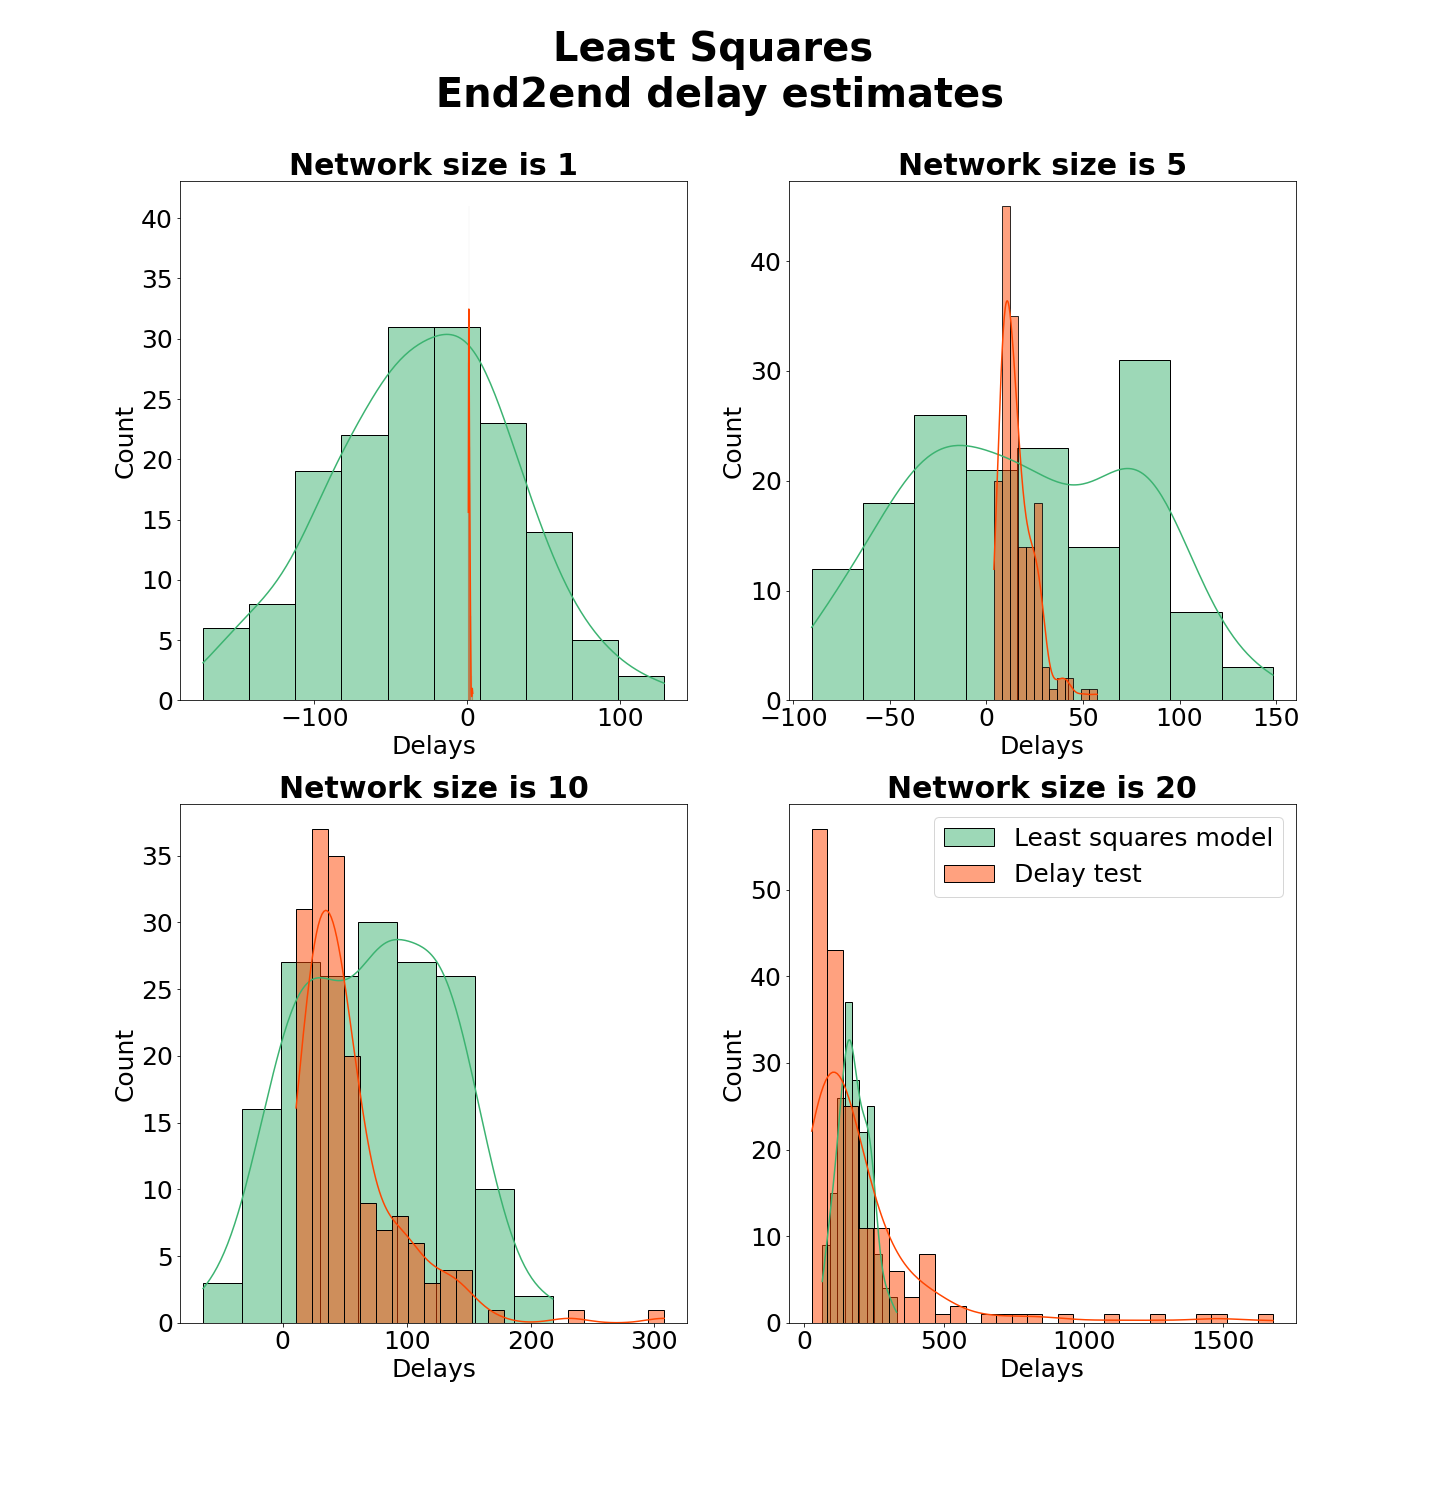 Least Squares
End2end delay estimates
Network size is 1
40
35
30
25
20
15
10
5
0
Count
−100 0 100
Delays
Network size is 5
40
30
20
10
0
Count
−100 −50 0 50 100 150
Delays
Network size is 10
35
30
25
20
15
10
5
0
Count
0 100 200 300
Delays
Network size is 20
Least squares model
Delay test
50
40
30
20
10
0
Count
0 500 1000 1500
Delays